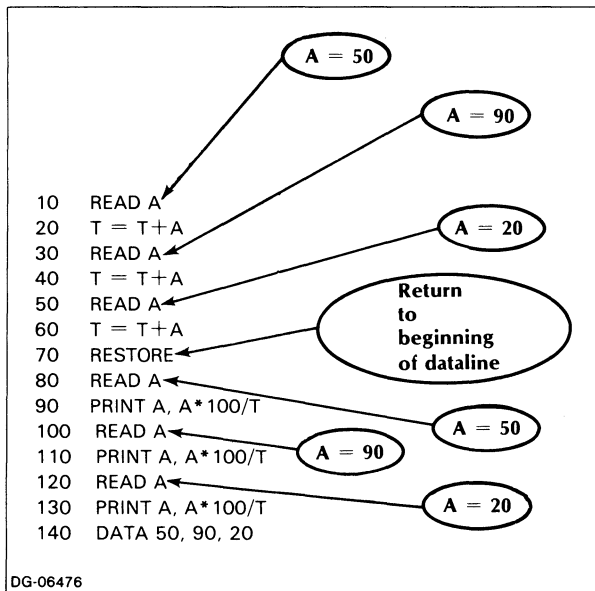 A = 50
A = 90
10 READ A
20 T = T+A
30 READ A
A = 20
40 T = T+A
50 READ A
60 T = T+A
Return
to
beginning
of dataline
70 RESTORE
80 READ A
90 PRINT A, A*100/T
A = 50
100 READ A
110 PRINT A, A*100/T
A = 90
120 READ A
130 PRINT A, A*100/T
A = 20
140 DATA 50, 90, 20
DG-06476